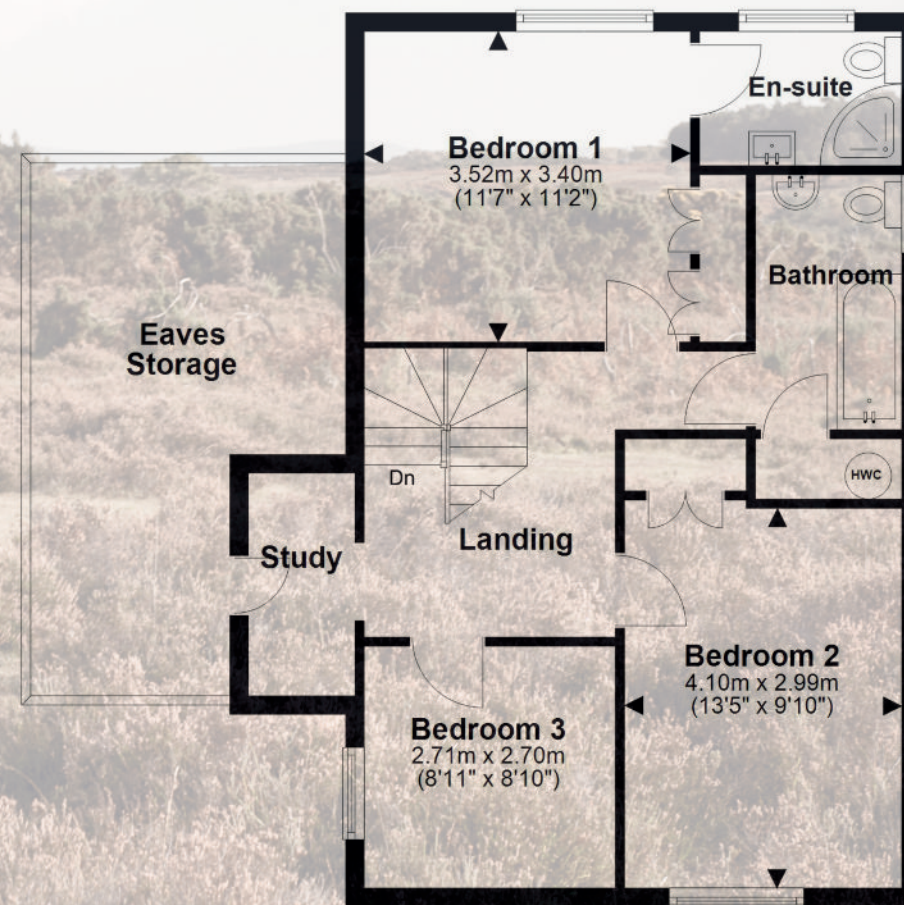 En-suite
Bedroom 1
3.52m x 3.40m
(11'7" x 11'2")
Bathroom
Eaves
Storage
HWC
Dn
Landing
Study
Bedroom 2
4.10m x 2.99m
(13'5" x 9'10")
Bedroom 3
2.71m x 2.70m
(8'11" x 8'10")